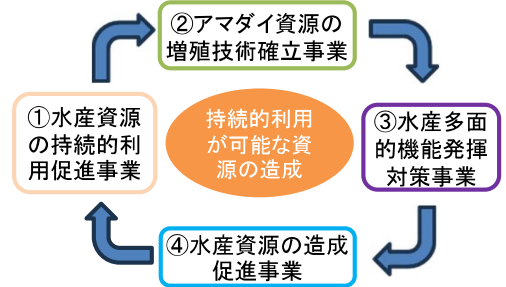 ②アマダイ資源の
増殖技術確立事業
①水産資源
の持続的利
用促進事業
持続的利用
が可能な資
源の造成
③水産多面
的機能発揮
対策事業
④水産資源の造成
促進事業